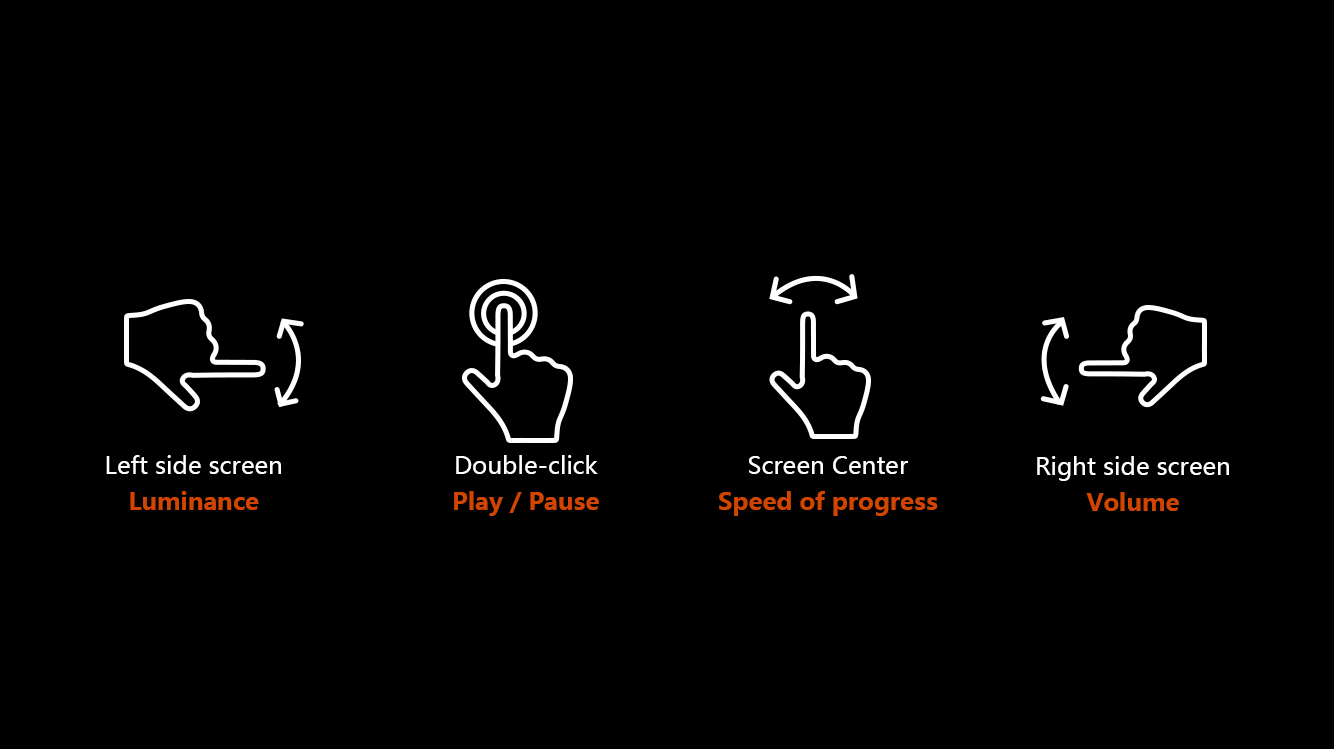 Left side screen
Luminance
Double-click
Play / Pause
Screen Center
Speed of progress
Right side screen
Volume